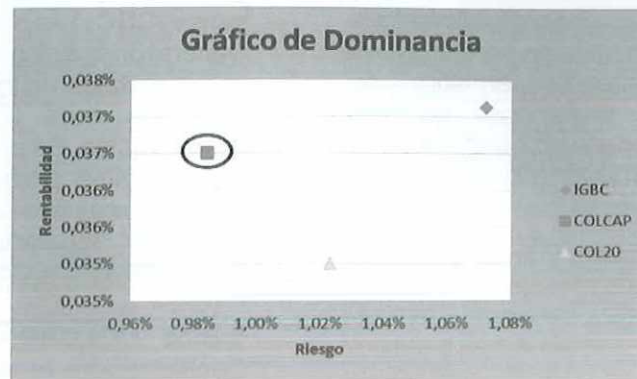 Gráfico de Dominancia
0,038%
0,037%
0,037%
0,036%
0,036%
0,035%
0,035%
Rentabilidad
0,96% 0,98% 1,00% 1,02% 1,04% 1,06% 1,08%
Riesgo
IGBC
COLCAP
COL20